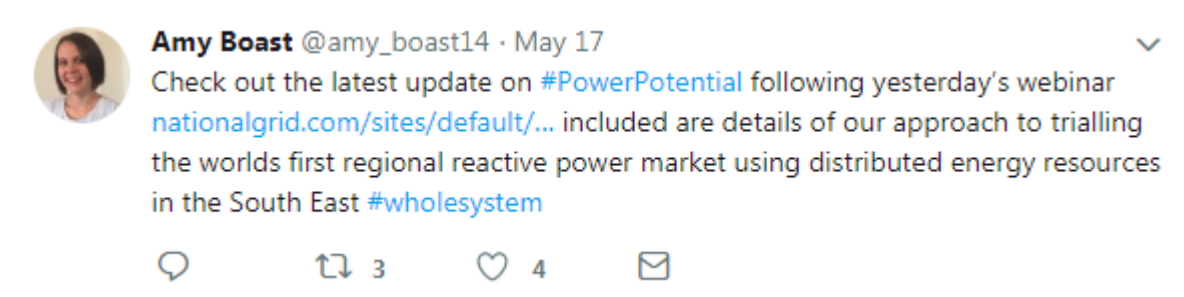 Amy Boast @amy_boast14 · May 17
Check out the latest update on #PowerPotential following yesterday's webinar
nationalgrid.com/sites/default/... included are details of our approach to trialling
the worlds first regional reactive power market using distributed energy resources
in the South East #wholesystem
3 4